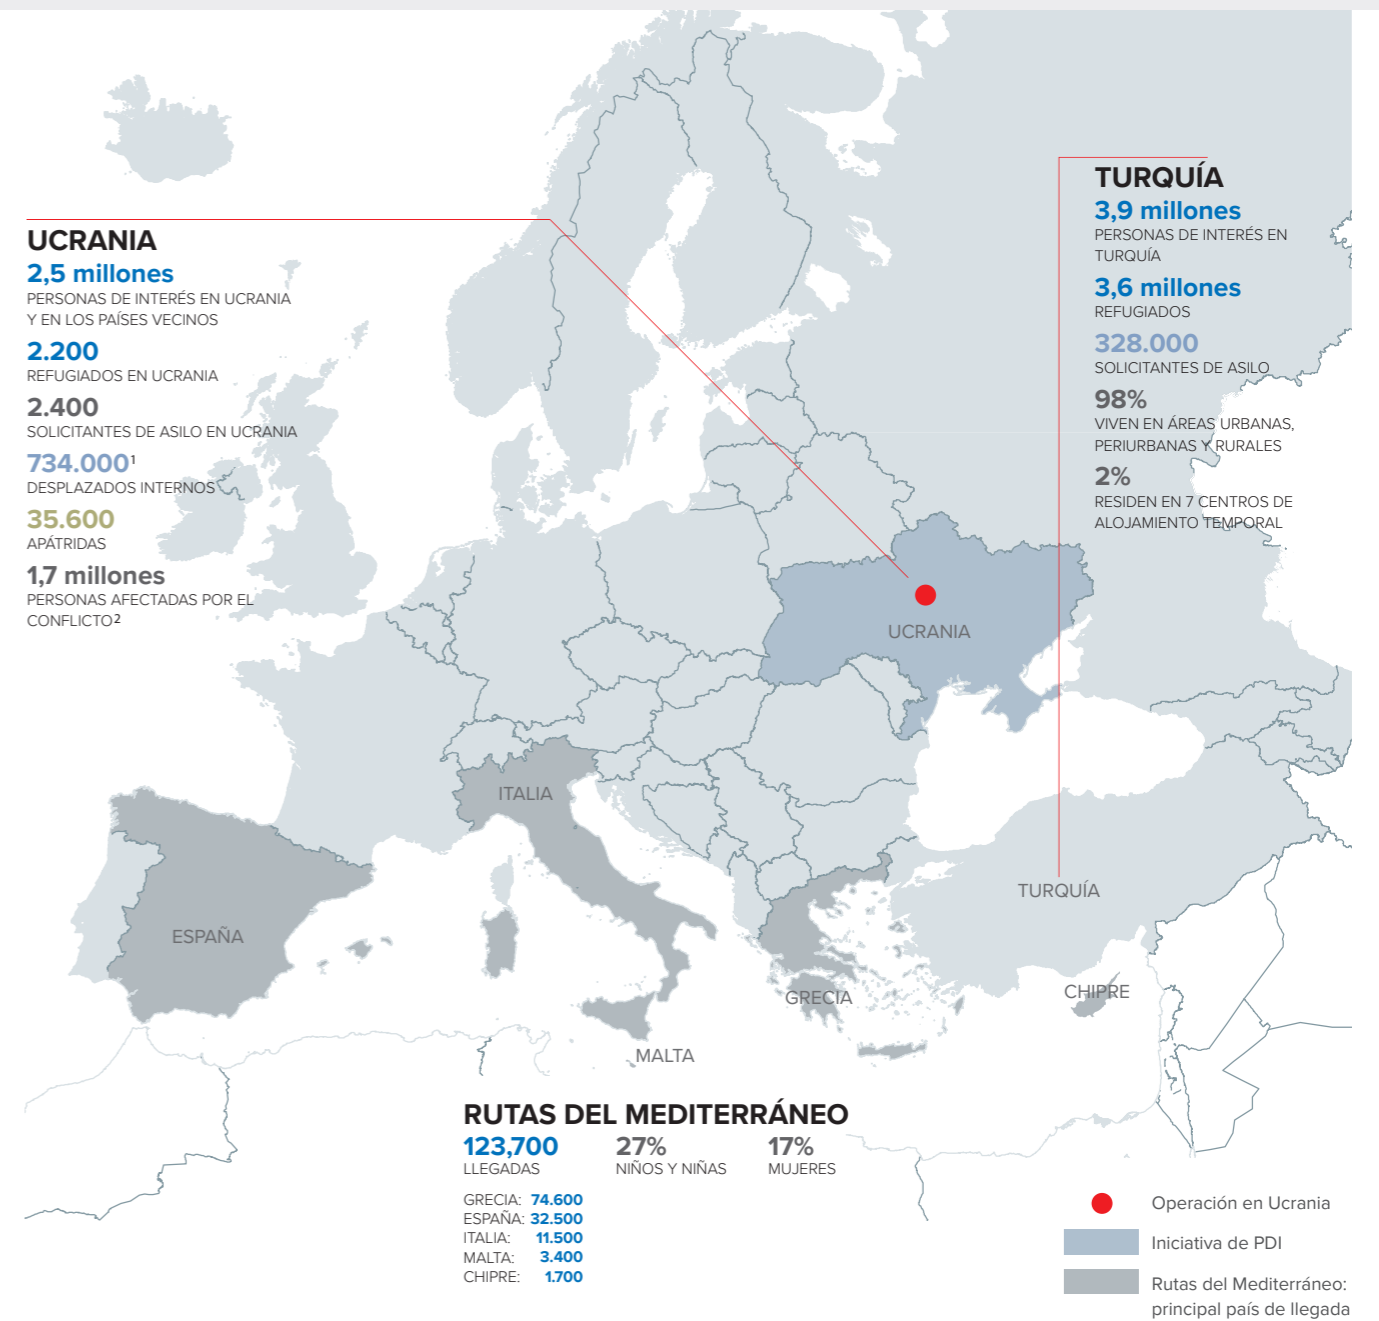 UCRANIA
2,5 millones
PERSONAS DE INTERÉS EN UCRANIA
Y EN LOS PAÍSES VECINOS
2.200
REFUGIADOS EN UCRANIA
2.400
SOLICITANTES DE ASILO EN UCRANIA
734.000¹
DESPLAZADOS INTERNOS
35.600
APÁTRIDAS
1,7 millones
PERSONAS AFECTADAS POR EL
CONFLICTO²
TURQUÍA
3,9 millones
PERSONAS DE INTERÉS EN
TURQUÍA
3,6 millones
REFUGIADOS
328.000
SOLICITANTES DE ASILO
98%
VIVEN EN ÁREAS URBANAS,
PERIURBANAS Y RURALES
2%
RESIDEN EN 7 CENTROS DE
ALOJAMIENTO TEMPORAL
UCRANIA
ITALIA
TURQUÍA
ESPAÑA
CHIPRE
GRECIA
MALTA
RUTAS DEL MEDITERRÁNEO
123,700 27% 17%
LLEGADAS NIÑOS Y NIÑAS MUJERES
GRECIA: 74.600
ESPAÑA: 32.500
ITALIA: 11.500
MALTA: 3.400
CHIPRE: 1.700
Operación en Ucrania
Iniciativa de PDI
Rutas del Mediterráneo:
principal país de llegada